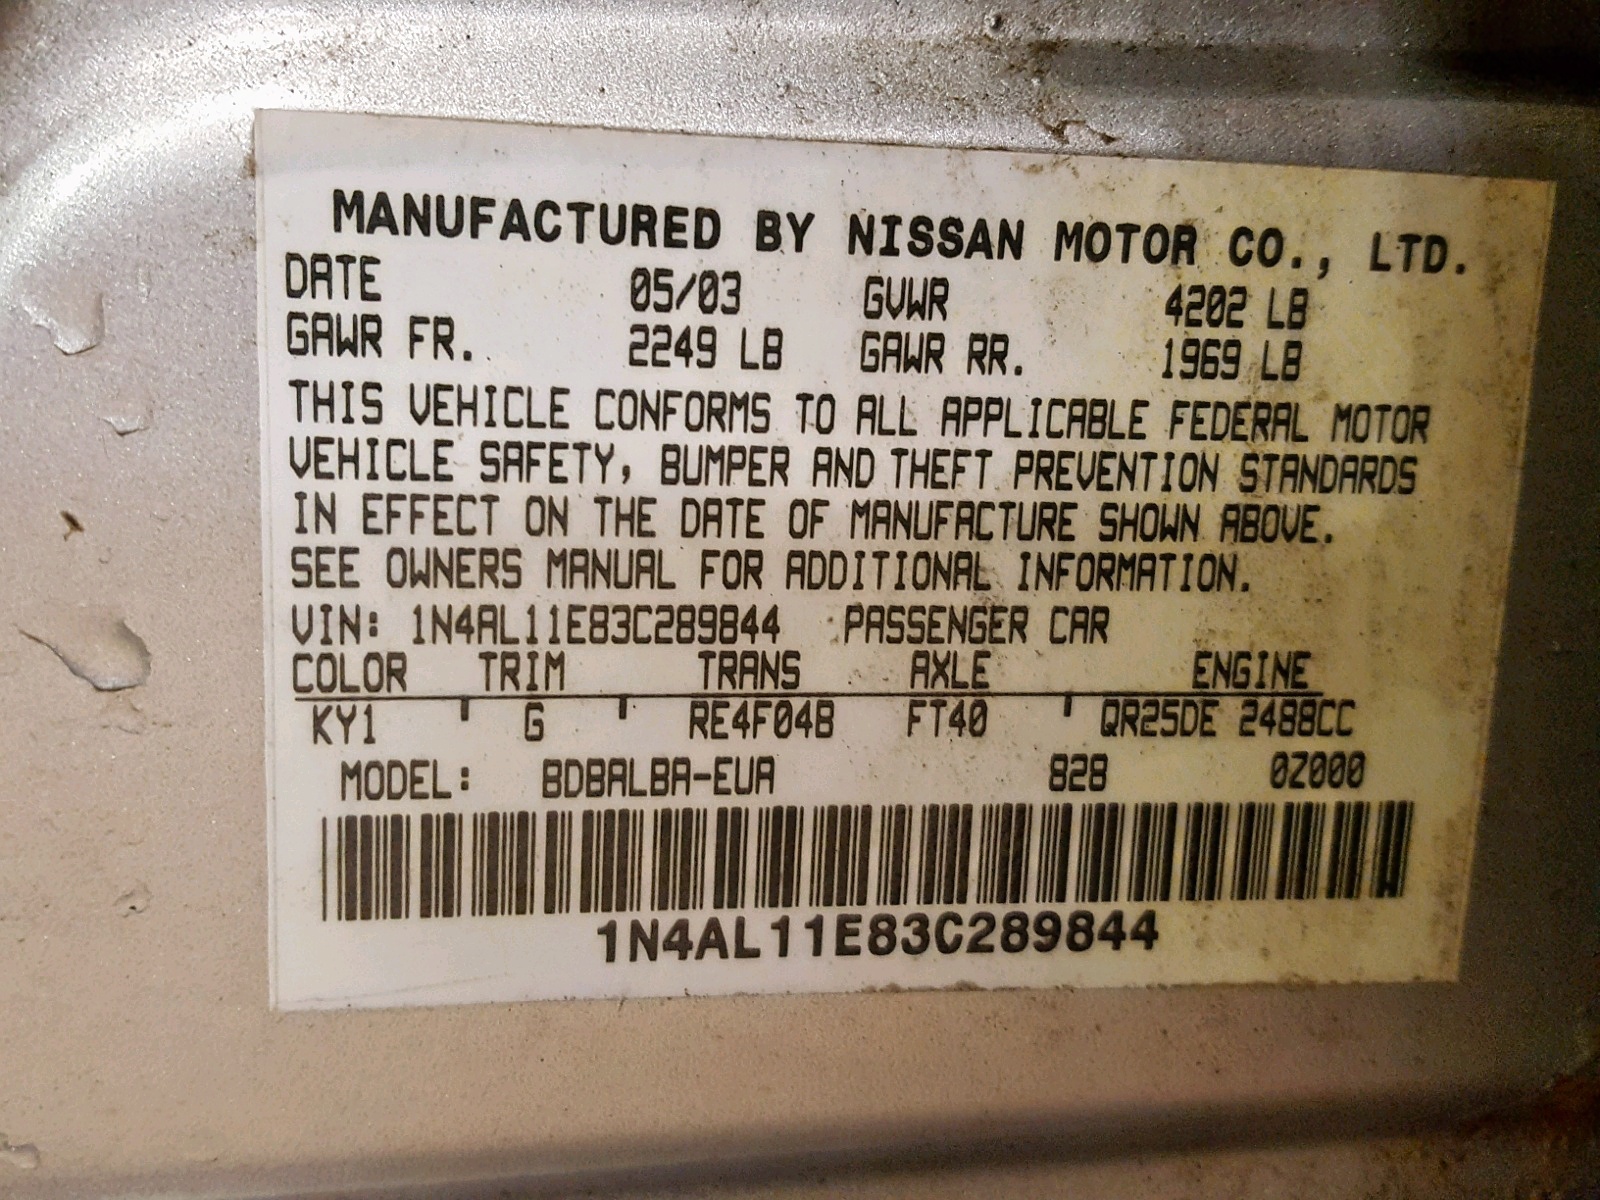 MANUFACTURED BY NISSAN MOTOR CO., LTD.
DATE 05/03 GVWR 4202 LB
GAWR FR. 2249 LB GAWR RR. 1969 LB
THIS VEHICLE CONFORMS TO ALL APPLICABLE FEDERAL MOTOR
VEHICLE SAFETY, BUMPER AND THEFT PREVENTION STANDARDS
IN EFFECT ON THE DATE OF MANUFACTURE SHOWN ABOVE.
SEE OWNERS MANUAL FOR ADDITIONAL INFORMATION.
VIN: 1N4AL11E83C289844 PASSENGER CAR
COLOR TRIM TRANS AXLE ENGINE
KY1 G RE4F04B FT40 QR25DE 2488CC
MODEL: BDBALBA-EUA 828 0Z000
1N4AL11E83C289844